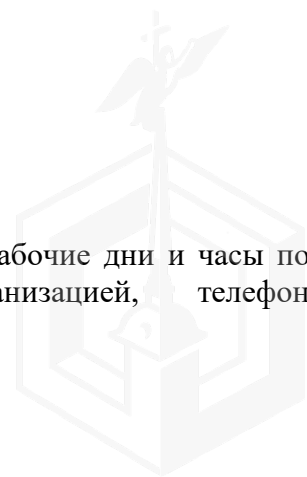 абочие дни и часы по
анизацией, телефон